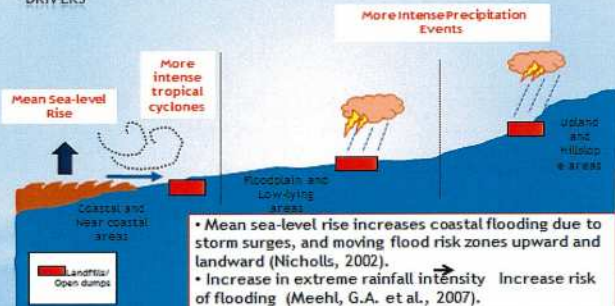 DRIVERS
More Intense Precipitation
Events
More
intense
tropical
cyclones
Mean Sea-level
Rise
Upland
and
Hillslop
e areas
Floodplain and
Low-lying
areas
Coastal and
Near coastal
areas
• Mean sea-level rise increases coastal flooding due to
storm surges, and moving flood risk zones upward and
landward (Nicholls, 2002).
• Increase in extreme rainfall intensity → Increase risk
of flooding (Meehl, G.A. et al., 2007).
Landfills/
Open dumps